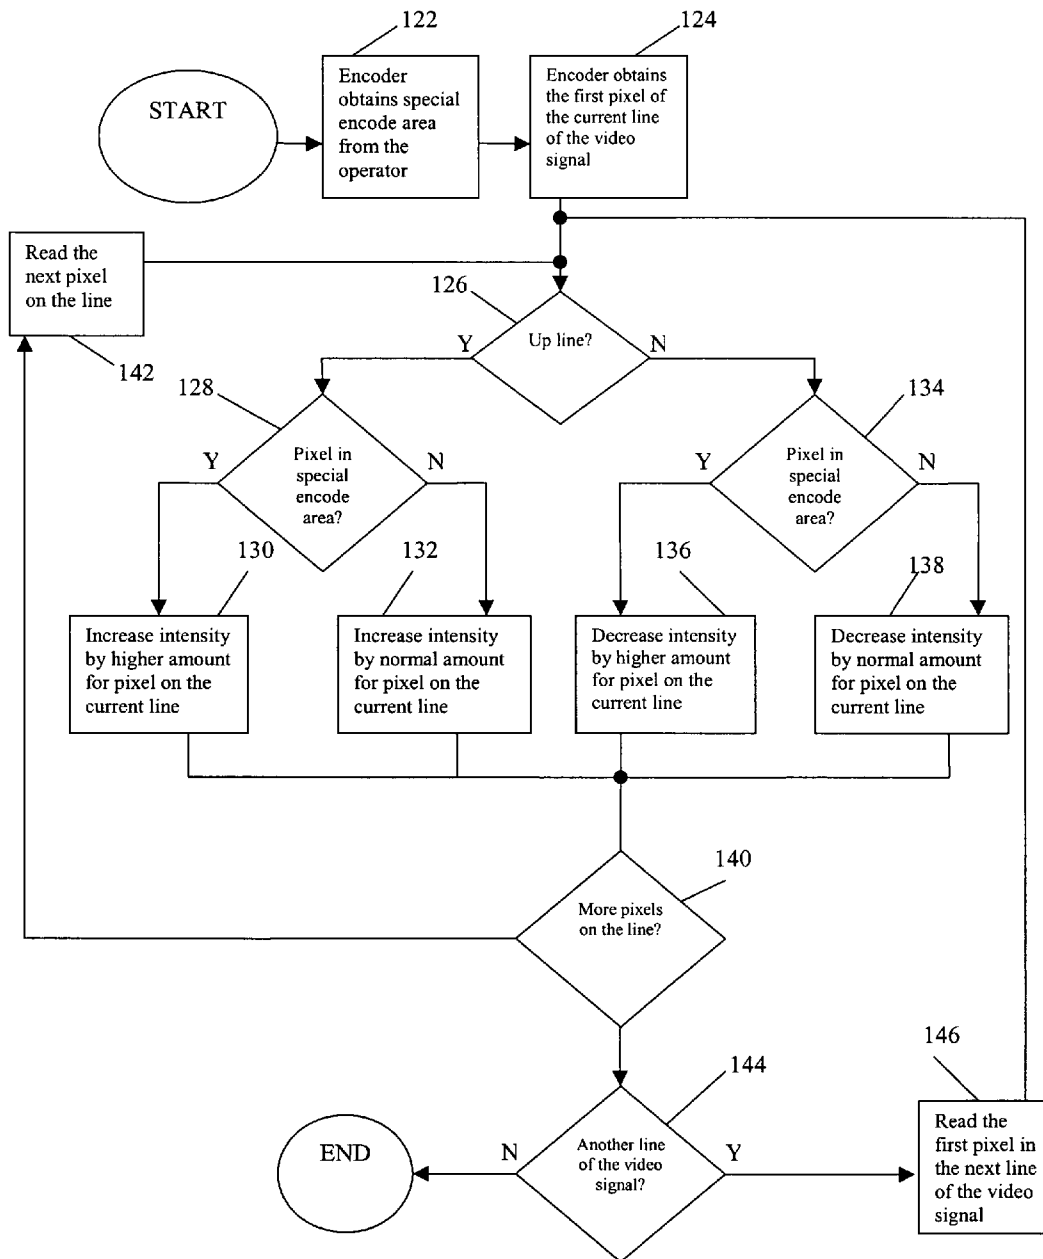 122
124
START
Encoder
obtains special
encode area
from the
operator
Encoder obtains
the first pixel of
the current line
of the video
signal
Read the
next pixel
on the line
142
126
Y
Up line?
N
128
134
Y
Pixel in
special
encode
area?
N
Y
Pixel in
special
encode
area?
N
130
132
136
138
Increase intensity
by higher amount
for pixel on the
current line
Increase intensity
by normal amount
for pixel on the
current line
Decrease intensity
by higher amount
for pixel on the
current line
Decrease intensity
by normal amount
for pixel on the
current line
140
More pixels
on the line?
144
146
END
N
Another line
of the video
signal?
Y
Read the
first pixel in
the next line
of the video
signal